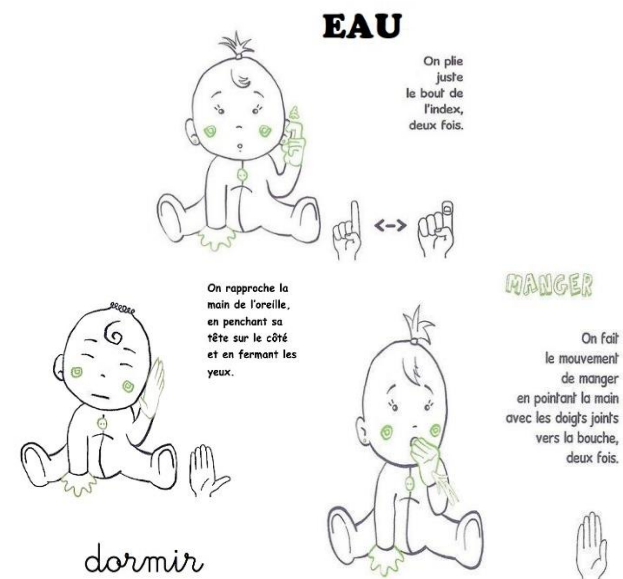 EAU
On plie
juste
le bout de
l'index,
deux fois.
<->
On rapproche la
main de l'oreille,
en penchant sa
tête sur le côté
et en fermant les
yeux.
dormir
MANGER
On fait
le mouvement
de manger
en pointant la main
avec les doigts joints
vers la bouche,
deux fois.